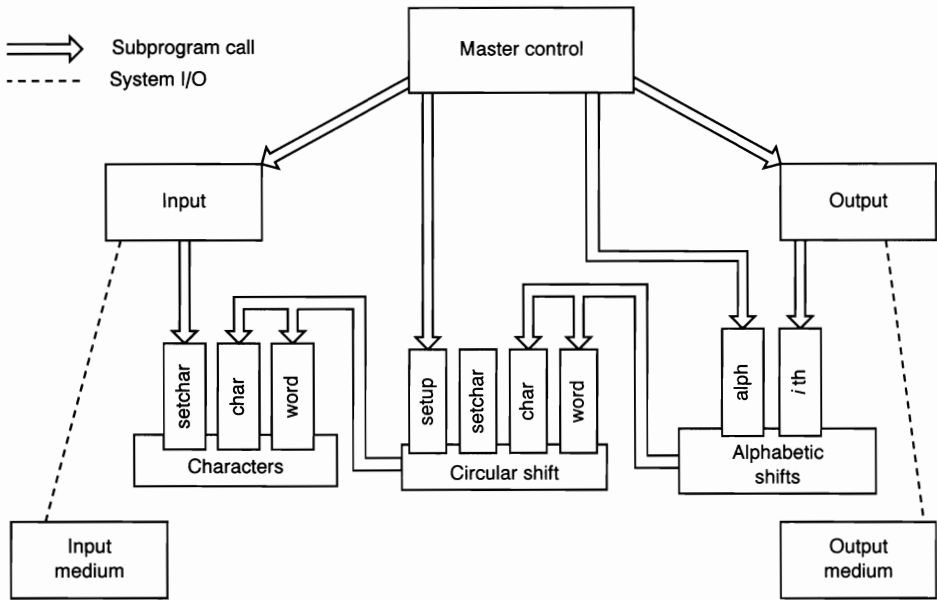 Master control
Subprogram call
System I/O
Input
Output
setchar
char
word
setup
setchar
char
word
alph
i th
Characters
Circular shift
Alphabetic
shifts
Input
medium
Output
medium